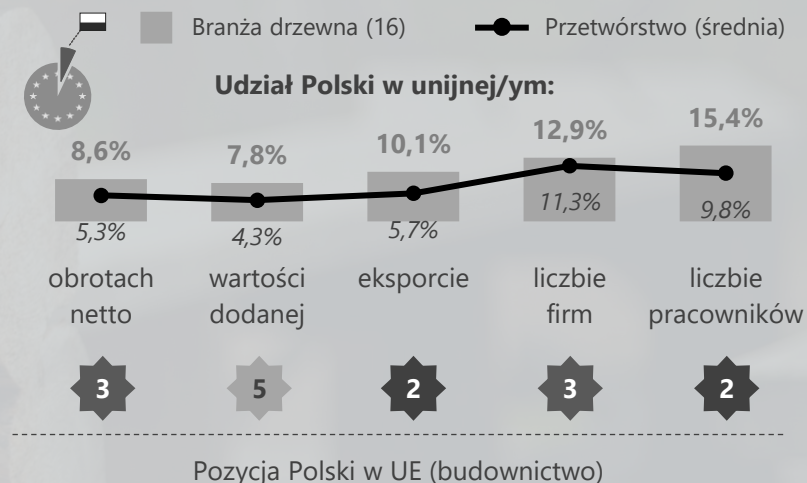 Branża drzewna (16) Przetwórstwo (średnia)
Udział Polski w unijnej/ym:
8,6% 7,8% 10,1% 12,9% 15,4%
5,3% 4,3% 5,7% 11,3% 9,8%
obrotach netto
wartości dodanej
eksporcie
liczbie firm
liczbie pracowników
3 5 2 3 2
Pozycja Polski w UE (budownictwo)